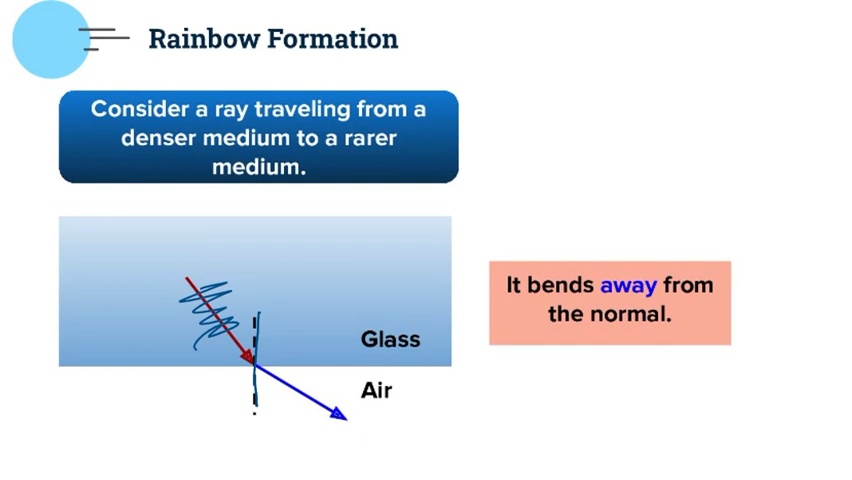 Rainbow Formation
Consider a ray traveling from a
denser medium to a rarer
medium.
It bends away from
the normal.
Glass
Air